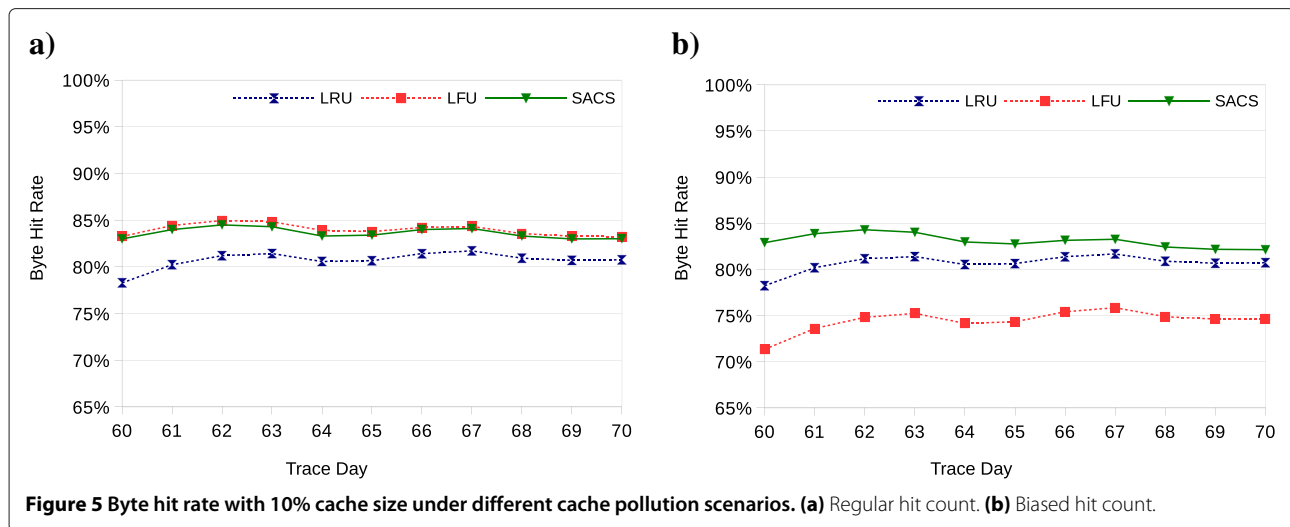 a)
100%
95%
90%
85%
80%
75%
70%
65%
Byte Hit Rate
LRU LFU SACS
60 61 62 63 64 65 66 67 68 69 70
Trace Day
b)
100%
95%
90%
85%
80%
75%
70%
65%
Byte Hit Rate
LRU LFU SACS
60 61 62 63 64 65 66 67 68 69 70
Trace Day
Figure 5 Byte hit rate with 10% cache size under different cache pollution scenarios. (a) Regular hit count. (b) Biased hit count.